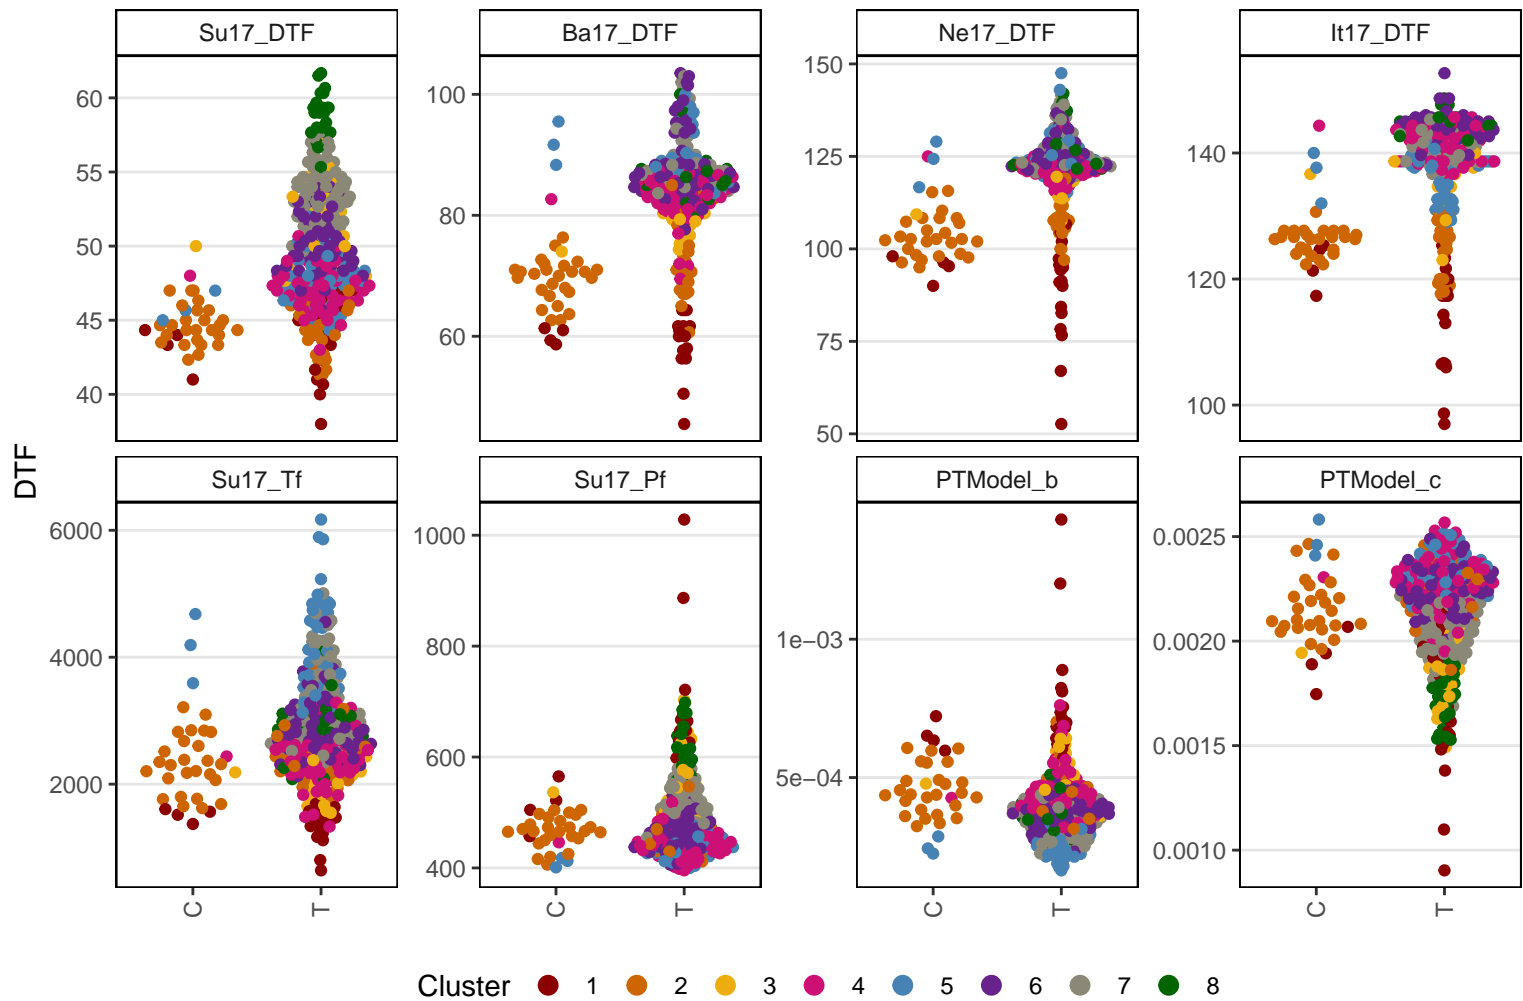 Su17_DTF Ba17_DTF Ne17_DTF It17_DTF
60 55 50 45 40
100 80 60
150 125 100 75 50
140 120 100
DTF
Su17_Tf Su17_Pf PTModel_b PTModel_c
6000 4000 2000
1000 800 600 400
1e−03 5e−04
0.0025 0.0020 0.0015 0.0010
C T C T C T C T
Cluster 1 2 3 4 5 6 7 8